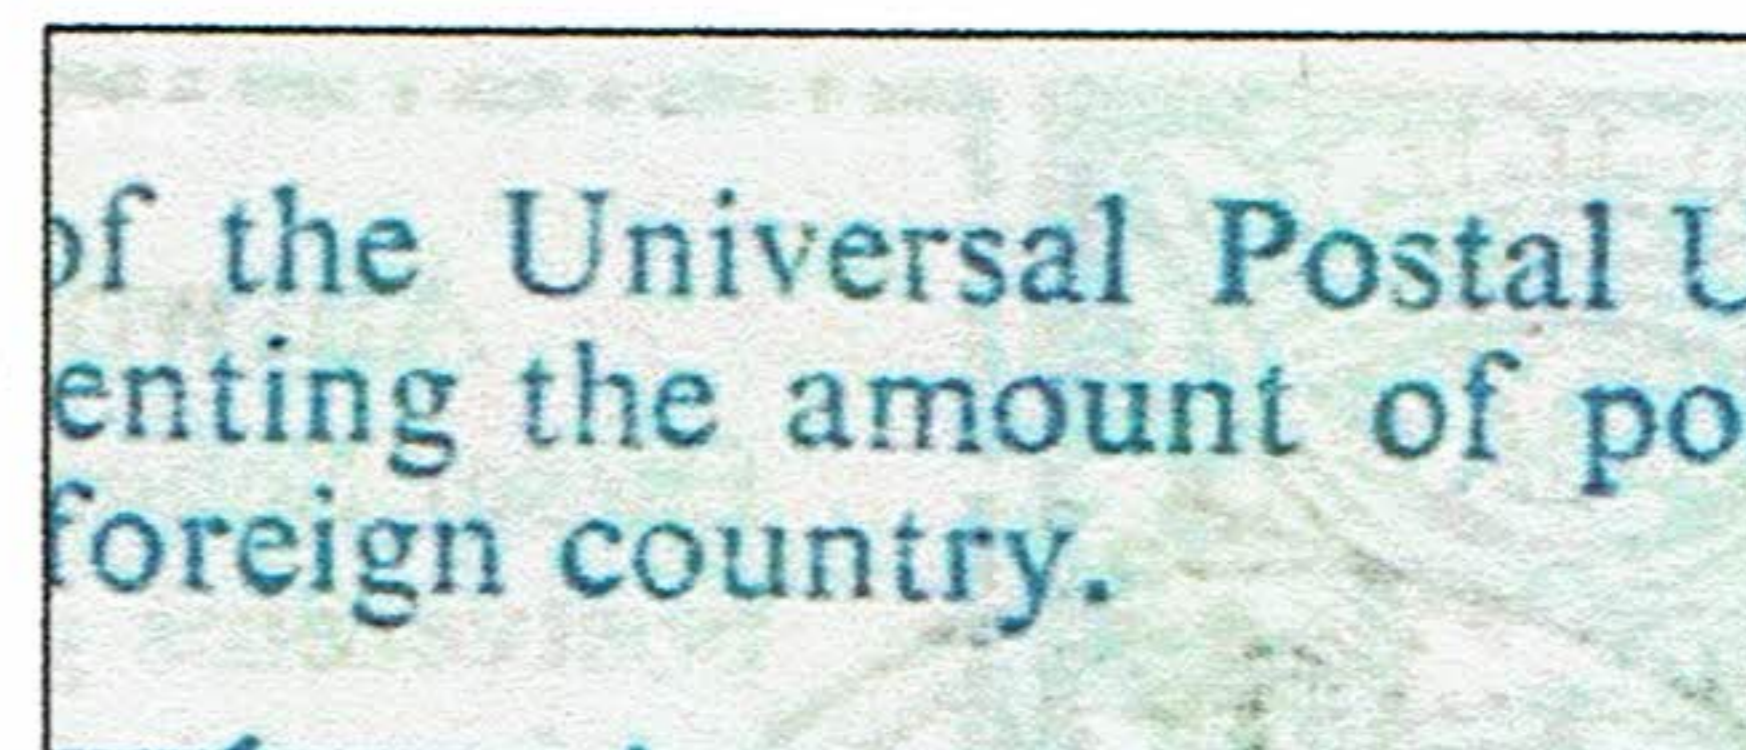 of the Universal Postal U
enting the amount of po
foreign country.